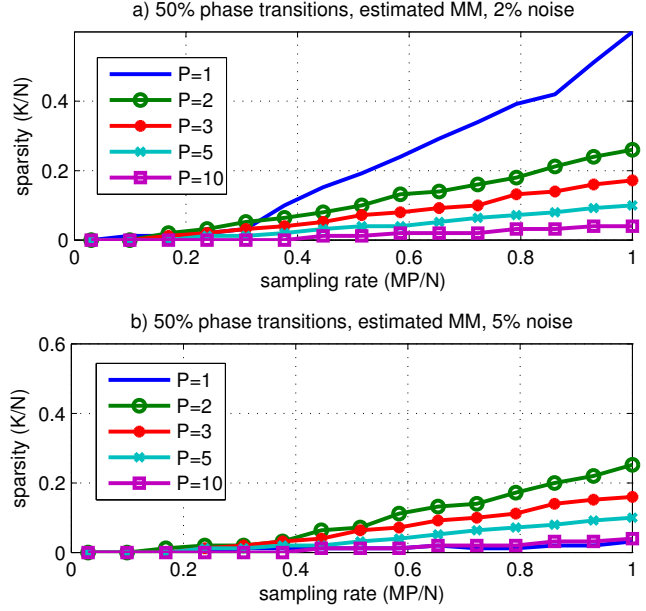 a) 50% phase transitions, estimated MM, 2% noise
sparsity (K/N)
0.4
0.2
0
P=1
P=2
P=3
P=5
P=10
0 0.2 0.4 0.6 0.8 1
sampling rate (MP/N)
b) 50% phase transitions, estimated MM, 5% noise
sparsity (K/N)
0.6
0.4
0.2
0
P=1
P=2
P=3
P=5
P=10
0 0.2 0.4 0.6 0.8 1
sampling rate (MP/N)